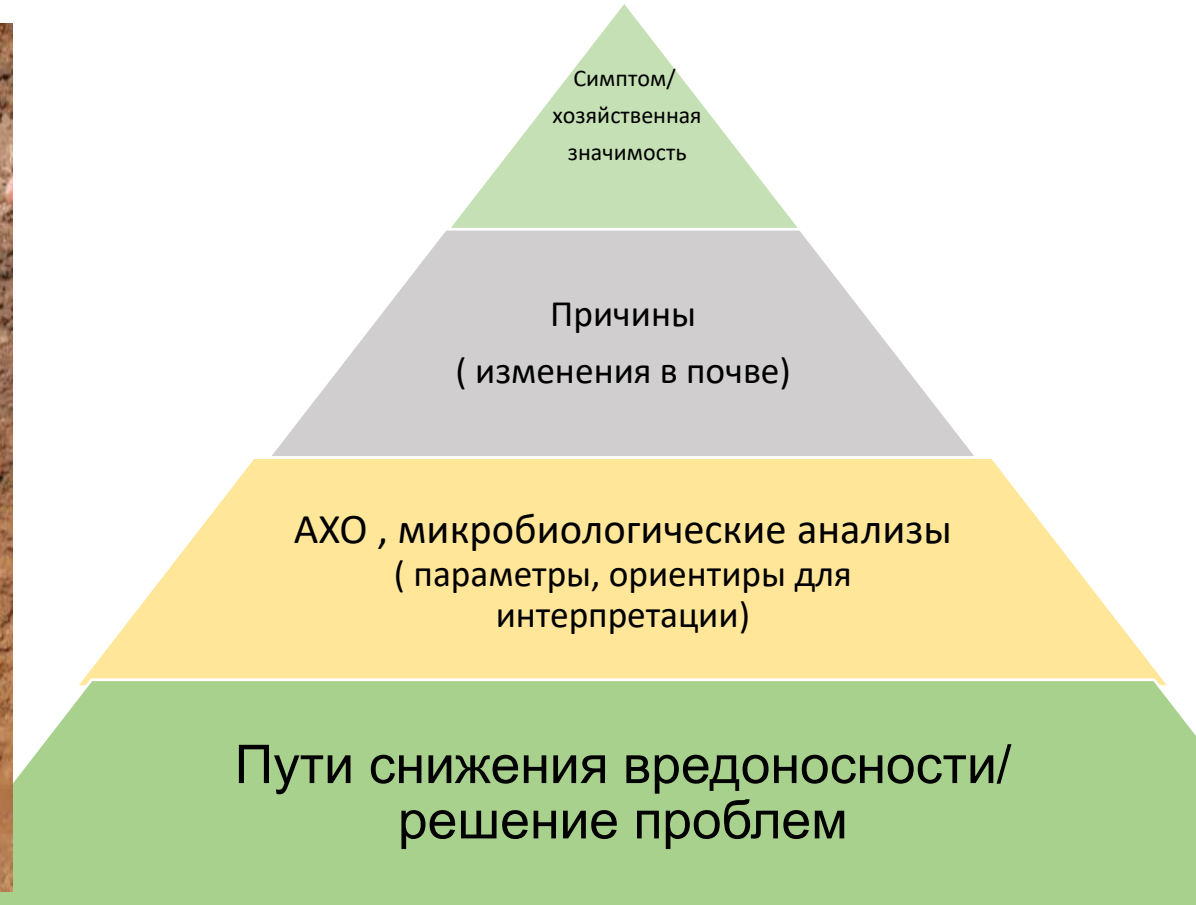 Симптом/
хозяйственная
значимость
Причины
( изменения в почве)
АХО , микробиологические анализы
( параметры, ориентиры для
интерпретации)
Пути снижения вредоносности/
решение проблем